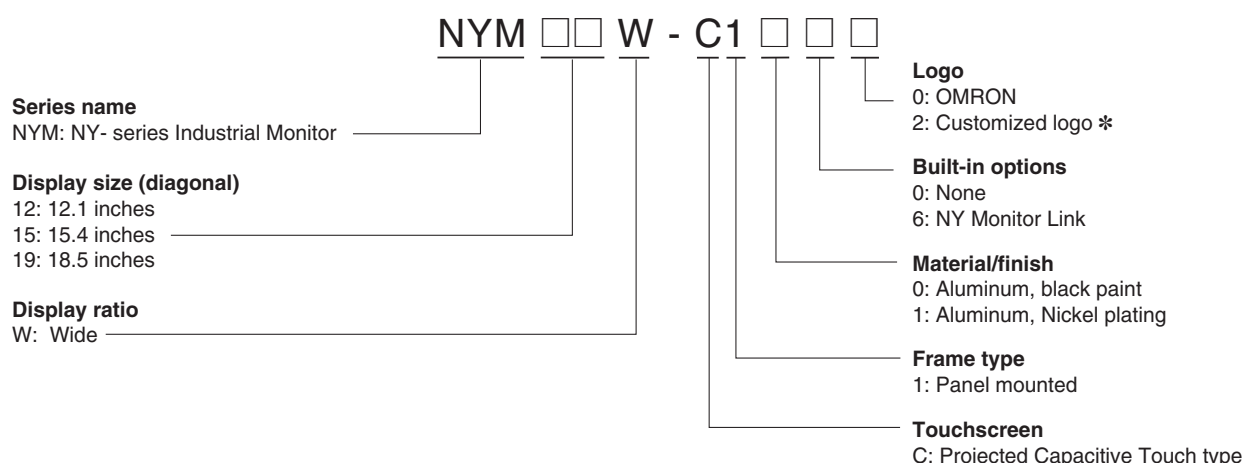 NYM □□ W - C1 □ □ □
Series name
NYM: NY- series Industrial Monitor
Display size (diagonal)
12: 12.1 inches
15: 15.4 inches
19: 18.5 inches
Display ratio
W: Wide
Logo
0: OMRON
2: Customized logo ✻
Built-in options
0: None
6: NY Monitor Link
Material/finish
0: Aluminum, black paint
1: Aluminum, Nickel plating
Frame type
1: Panel mounted
Touchscreen
C: Projected Capacitive Touch type